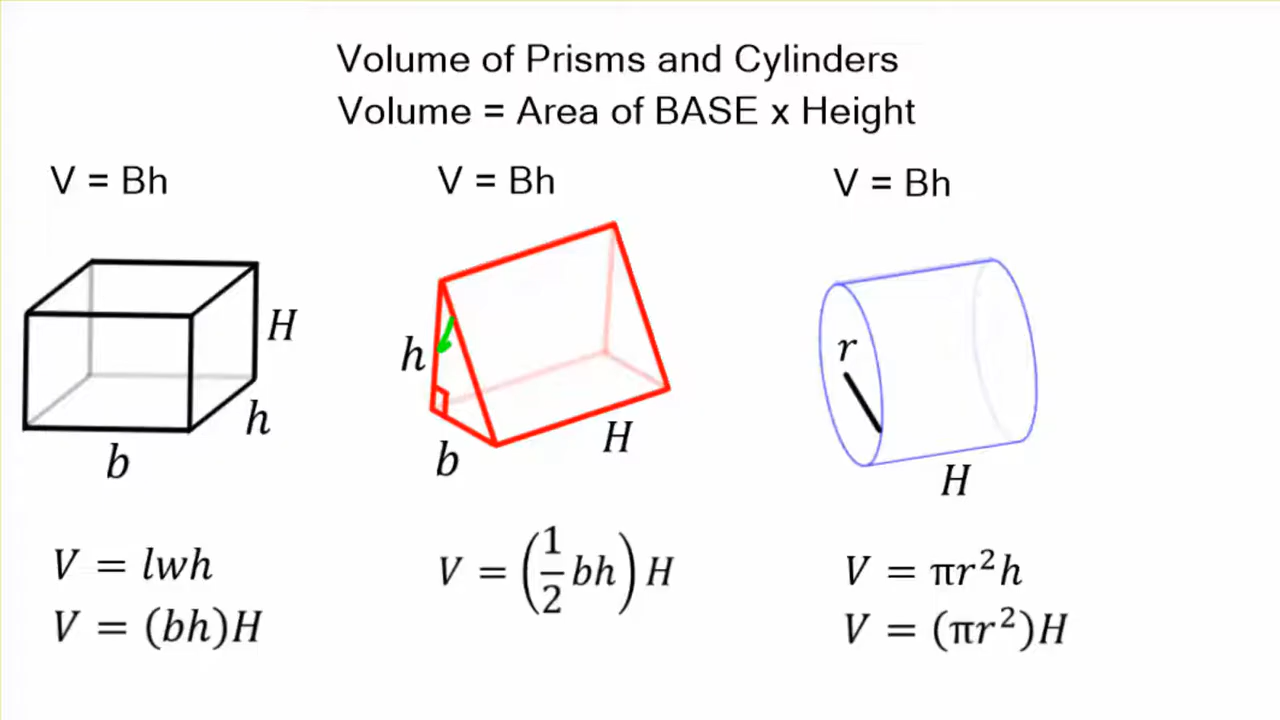 Volume of Prisms and Cylinders
Volume = Area of BASE x Height
V = Bh
V = Bh
V = Bh
H
h
b
h
b
H
r
H
V = lwh
V = (bh)H
V = (1/2 bh) H
V = πr²h
V = (πr²)H